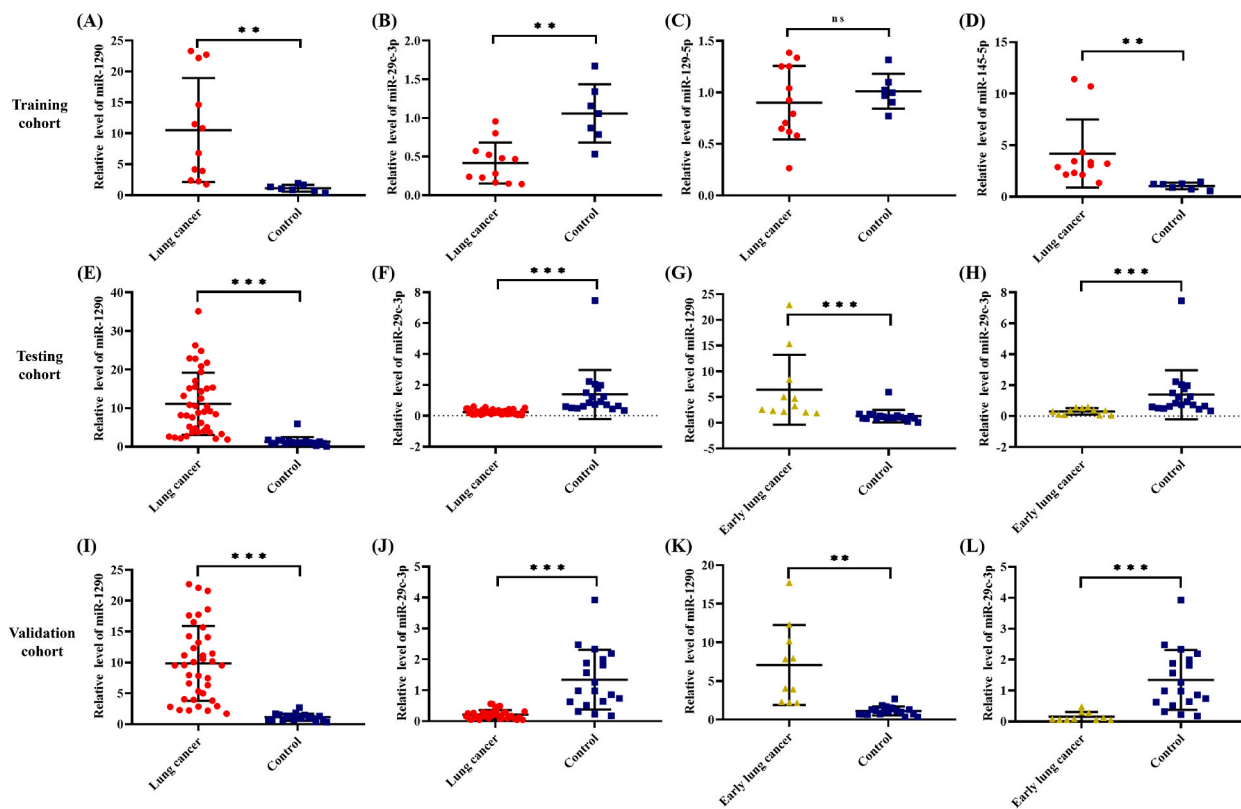 (A)
Relative level of miR-1290
25
20
15
10
5
0
* *
Lung cancer
Control
(B)
Relative level of miR-29c-3p
2.0
1.5
1.0
0.5
0.0
* *
Lung cancer
Control
(C)
Relative level of miR-129-5p
1.5
1.0
0.5
0.0
ns
Lung cancer
Control
(D)
Relative level of miR-145-5p
15
10
5
0
* *
Lung cancer
Control
Training
cohort
(E)
Relative level of miR-1290
40
30
20
10
0
* * *
Lung cancer
Control
(F)
Relative level of miR-29c-3p
8
6
4
2
0
-2
* * *
Lung cancer
Control
(G)
Relative level of miR-1290
25
20
15
10
5
0
-5
* * *
Early lung cancer
Control
(H)
Relative level of miR-29c-3p
8
6
4
2
0
-2
* * *
Early lung cancer
Control
Testing
cohort
(I)
Relative level of miR-1290
25
20
15
10
5
0
* * *
Lung cancer
Control
(J)
Relative level of miR-29c-3p
5
4
3
2
1
0
* * *
Lung cancer
Control
(K)
Relative level of miR-1290
20
15
10
5
0
* *
Early lung cancer
Control
(L)
Relative level of miR-29c-3p
5
4
3
2
1
0
* * *
Early lung cancer
Control
Validation
cohort